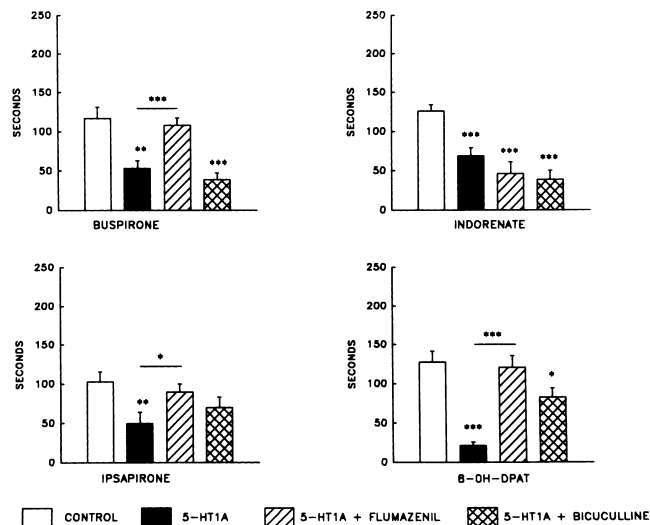 250
200
150
100
50
0
SECONDS
**
***
***
BUSPIRONE
250
200
150
100
50
0
SECONDS
***
***
***
INDORENATE
250
200
150
100
50
0
SECONDS
**
*
IPSAPIRONE
250
200
150
100
50
0
SECONDS
***
***
*
8-OH-DPAT
CONTROL
5-HT1A
5-HT1A + FLUMAZENIL
5-HT1A + BICUCULLINE